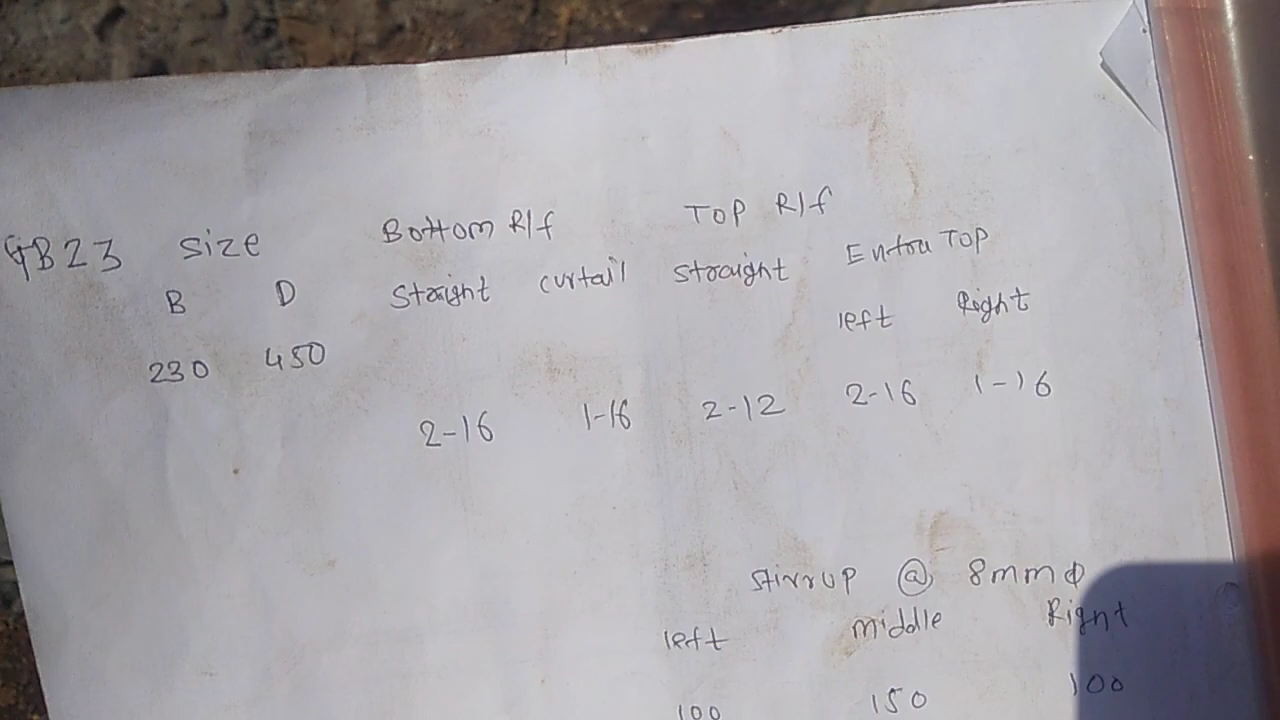 GB23 Size Bottom R/f Top R/f
B D Straight curtail straight Extra Top
left Right
230 450
2-16 1-16 2-12 2-16 1-16
Stirrup @ 8mmϕ
left middle Right
100 150 100